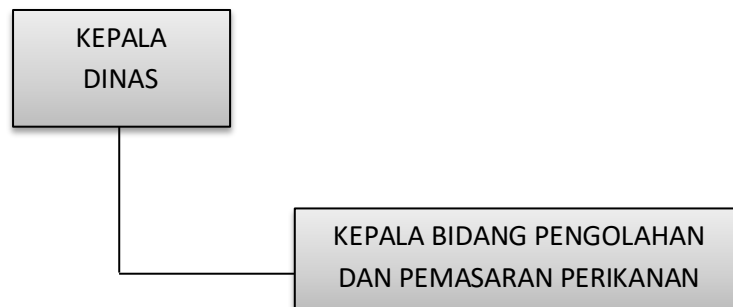 KEPALA
DINAS
KEPALA BIDANG PENGOLAHAN
DAN PEMASARAN PERIKANAN